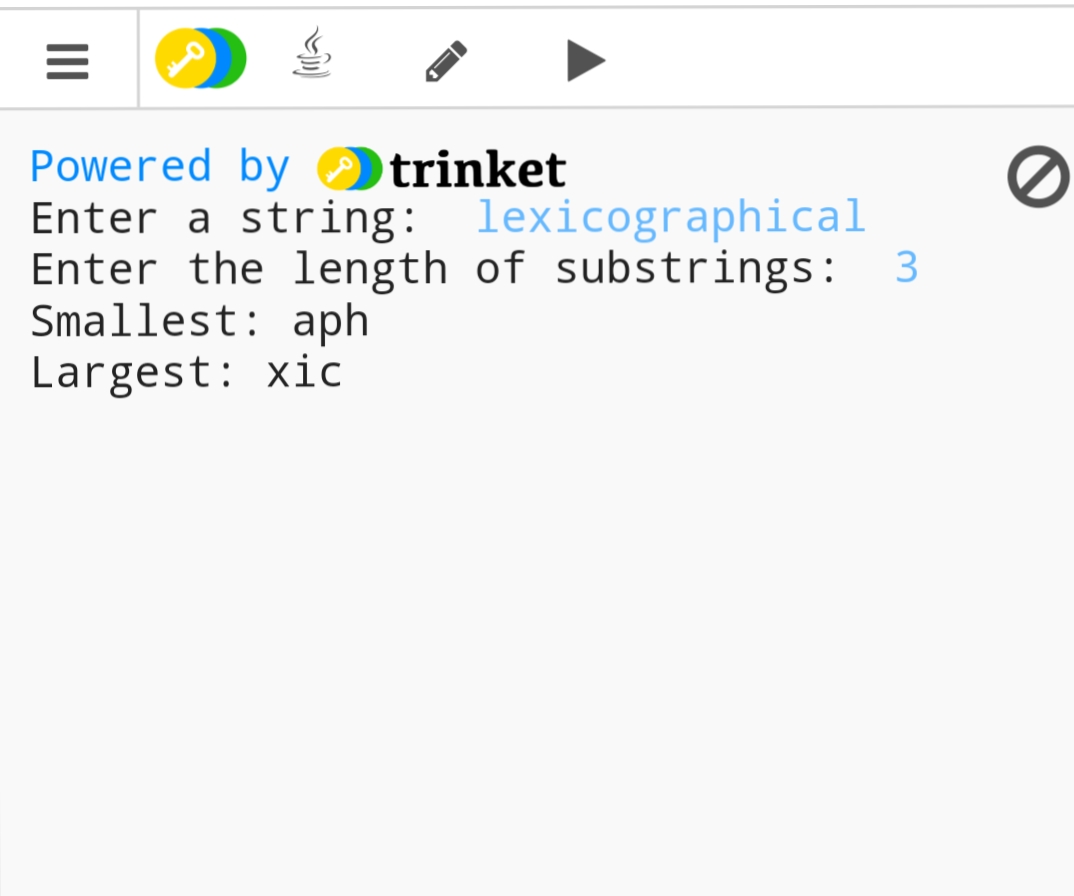 Powered by trinket
Enter a string:  lexicographical
Enter the length of substrings:  3
Smallest: aph
Largest: xic